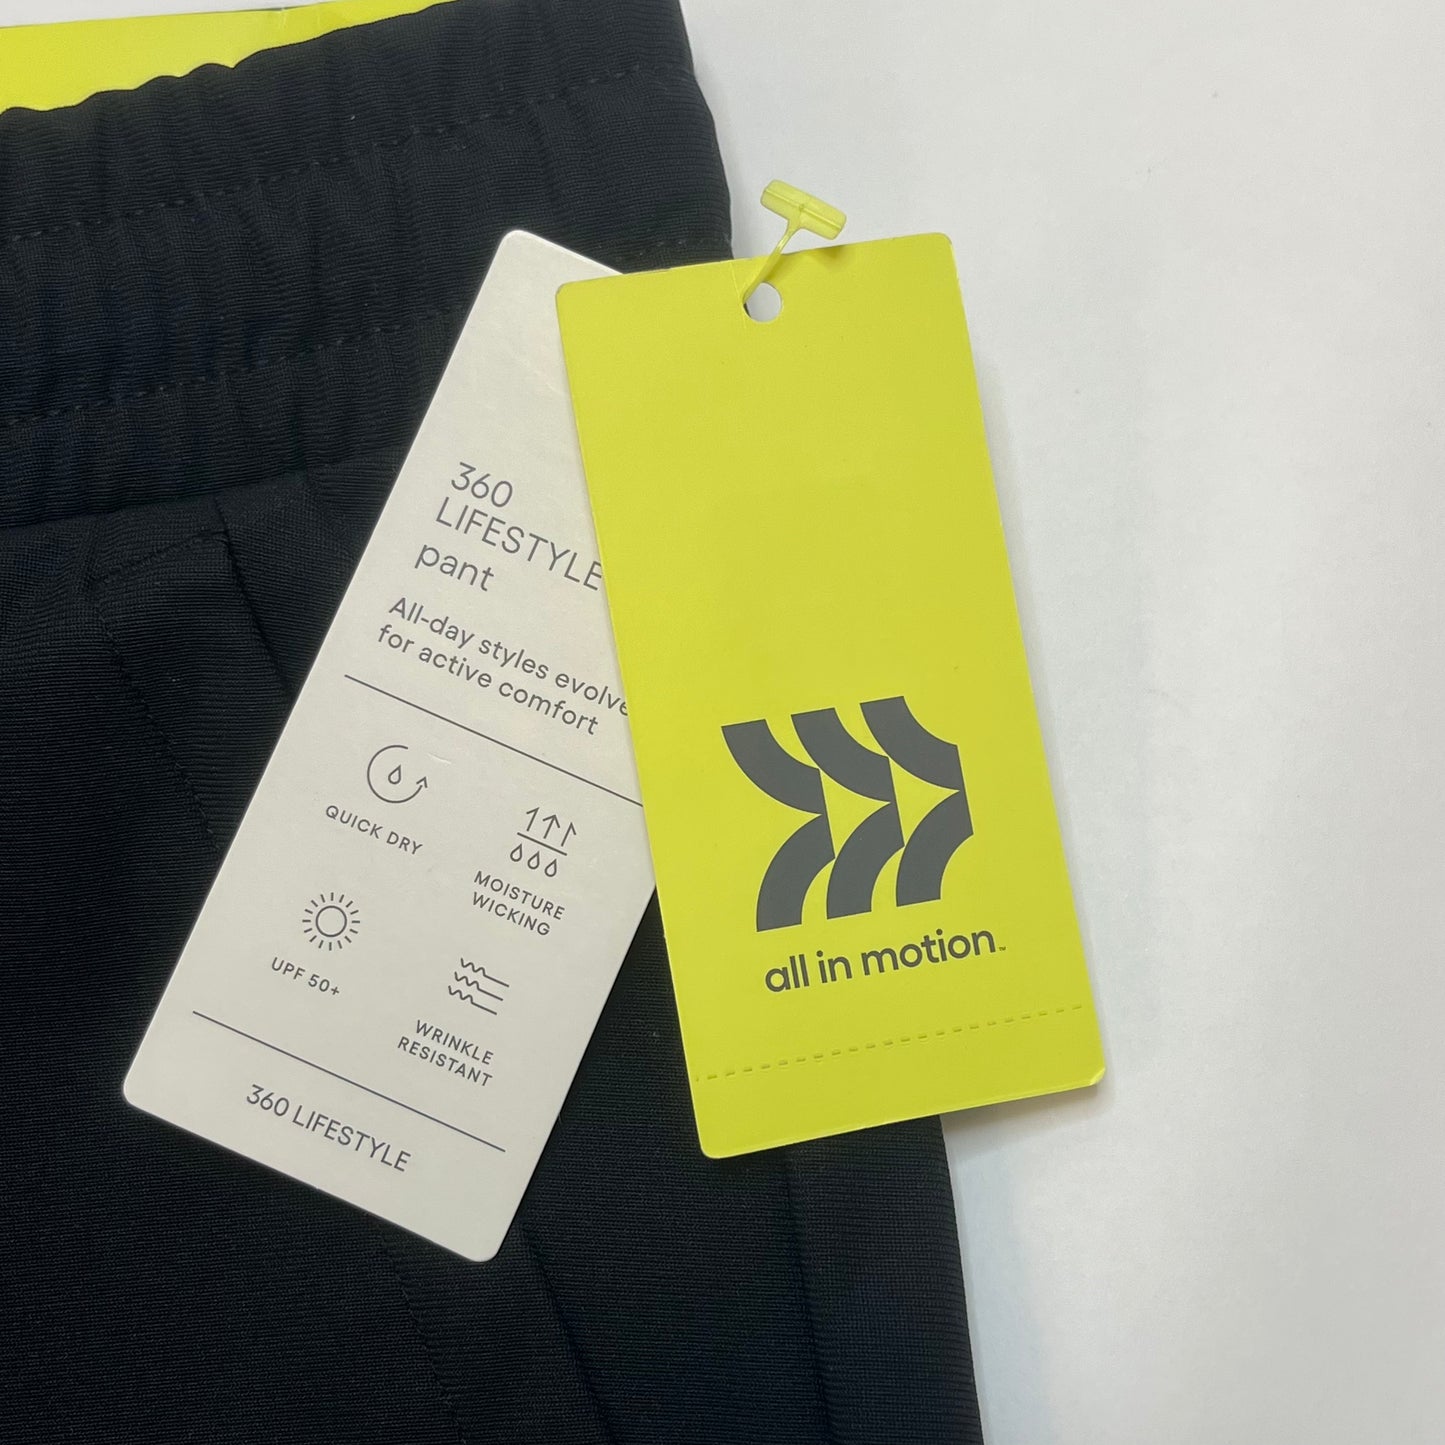 360
LIFESTYLE
pant
All-day styles evolve
for active comfort
QUICK DRY
MOISTURE
WICKING
UPF 50+
WRINKLE
RESISTANT
360 LIFESTYLE
all in motion™